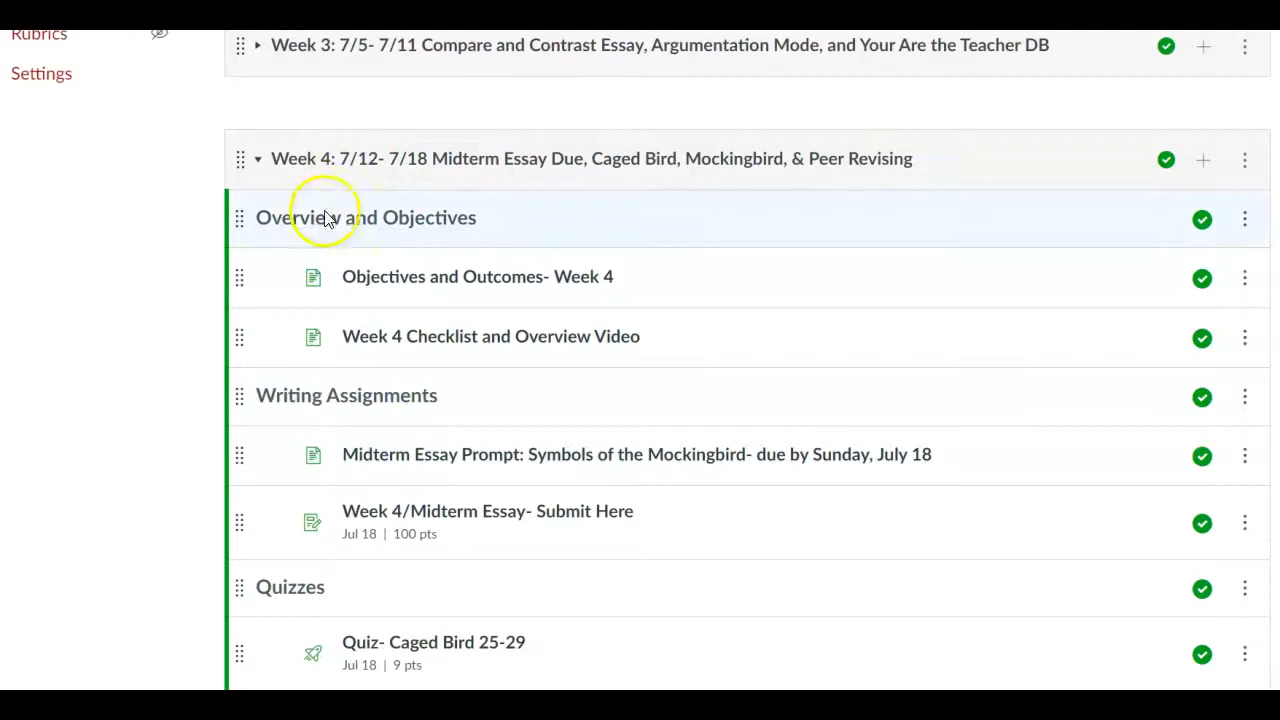 Rubrics
Settings
Week 3: 7/5- 7/11 Compare and Contrast Essay, Argumentation Mode, and Your Are the Teacher DB
Week 4: 7/12- 7/18 Midterm Essay Due, Caged Bird, Mockingbird, & Peer Revising
Overview and Objectives
Objectives and Outcomes- Week 4
Week 4 Checklist and Overview Video
Writing Assignments
Midterm Essay Prompt: Symbols of the Mockingbird- due by Sunday, July 18
Week 4/Midterm Essay- Submit Here
Jul 18 | 100 pts
Quizzes
Quiz- Caged Bird 25-29
Jul 18 | 9 pts